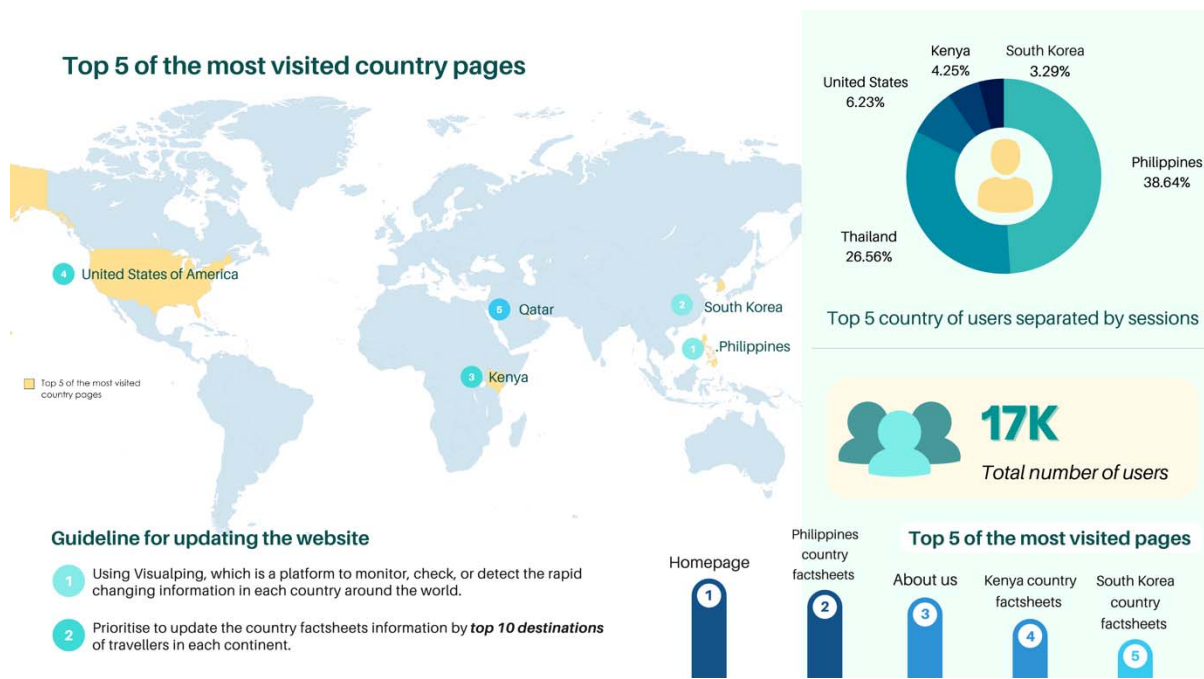 Top 5 of the most visited country pages
4
United States of America
5
Qatar
2
South Korea
1
.Philippines
3
Kenya
Top 5 of the most visited
country pages
Kenya
4.25%
South Korea
3.29%
United States
6.23%
Philippines
38.64%
Thailand
26.56%
Top 5 country of users separated by sessions
17K
Total number of users
Guideline for updating the website
1
Using Visualping, which is a platform to monitor, check, or detect the rapid
changing information in each country around the world.
2
Prioritise to update the country factsheets information by top 10 destinations
of travellers in each continent.
Top 5 of the most visited pages
Homepage
1
Philippines
country
factsheets
2
About us
3
Kenya country
factsheets
4
South Korea
country
factsheets
5